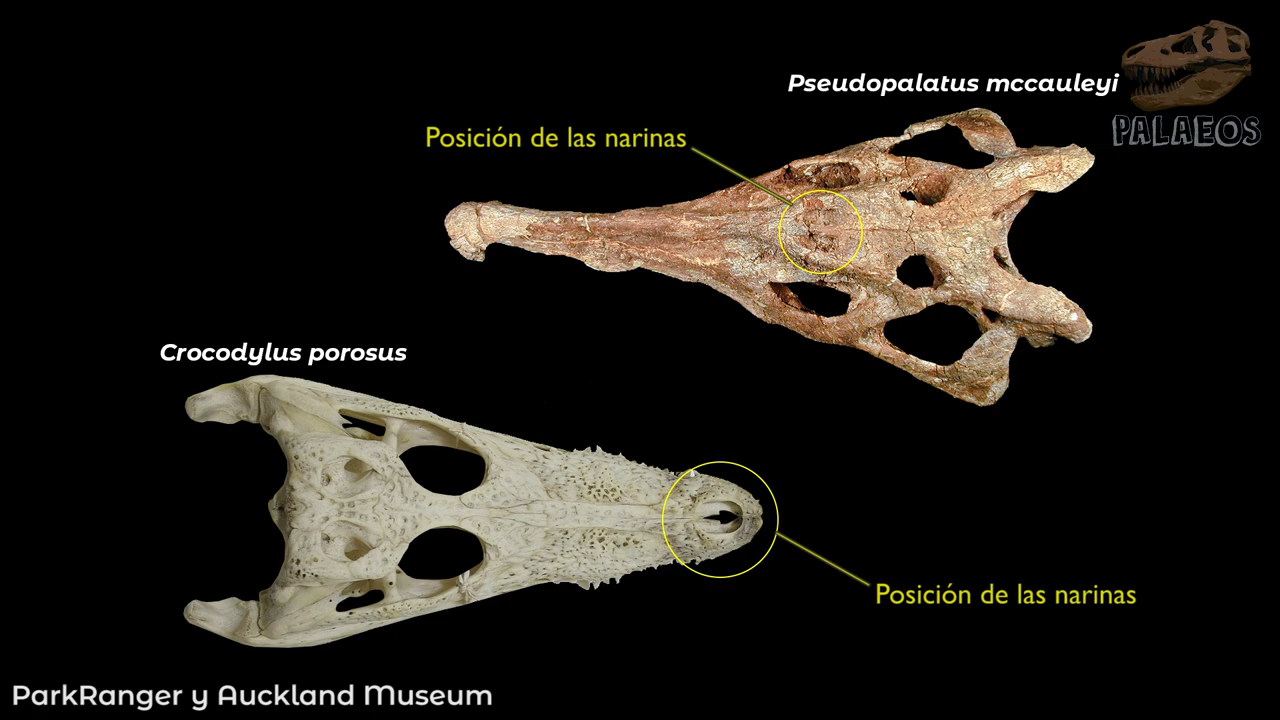 Pseudopalatus mccauleyi
PALAEOS
Posición de las narinas
Crocodylus porosus
Posición de las narinas
ParkRanger y Auckland Museum